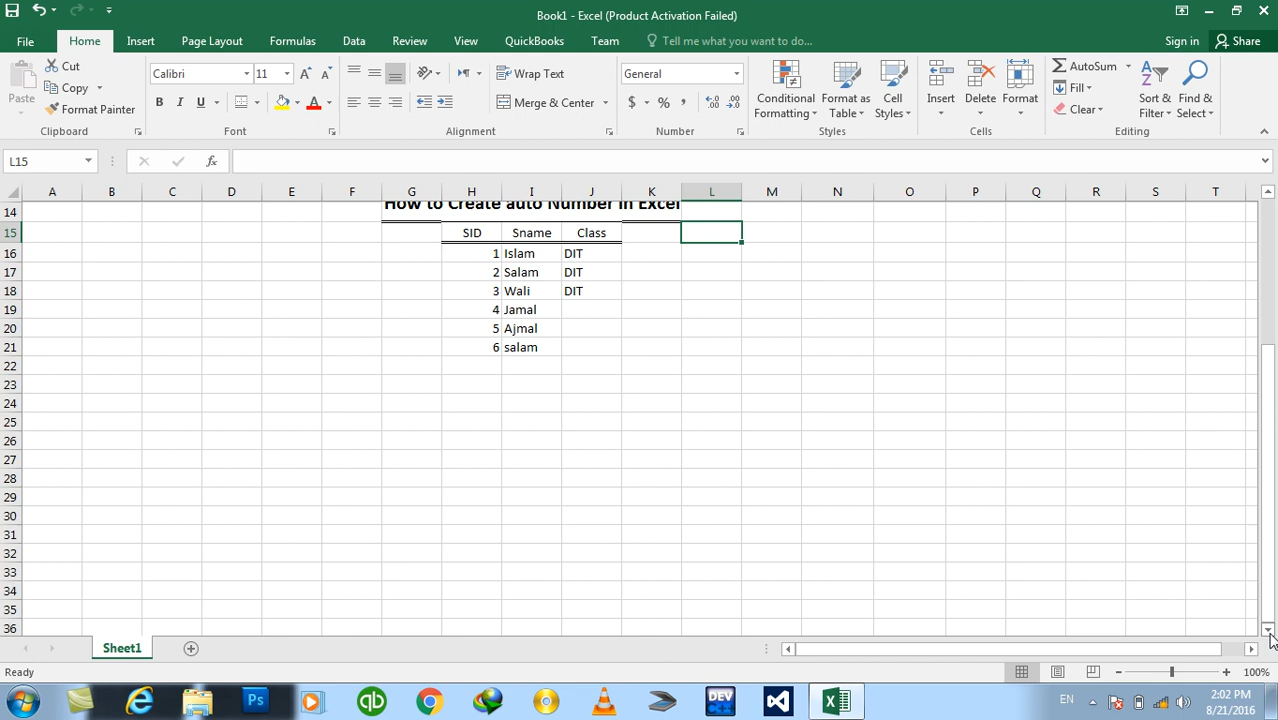 Book1 - Excel (Product Activation Failed)
File Home Insert Page Layout Formulas Data Review View QuickBooks Team Tell me what you want to do... Sign in Share
Paste Cut Copy Format Painter
Clipboard
Calibri 11
B I U A
Font
Wrap Text
Merge & Center
Alignment
General
$ % ,
Number
Conditional Formatting Format as Table Cell Styles
Styles
Insert Delete Format
Cells
AutoSum Fill Clear
Sort & Filter Find & Select
Editing
L15 fx
A B C D E F G H I J K L M N O P Q R S T
14 How to Create auto Number in Excel
15 SID Sname Class
16 1 Islam DIT
17 2 Salam DIT
18 3 Wali DIT
19 4 Jamal
20 5 Ajmal
21 6 salam
22
23
24
25
26
27
28
29
30
31
32
33
34
35
36
Sheet1
Ready 100%
Ps qb DEV EN 2:02 PM
8/21/2016